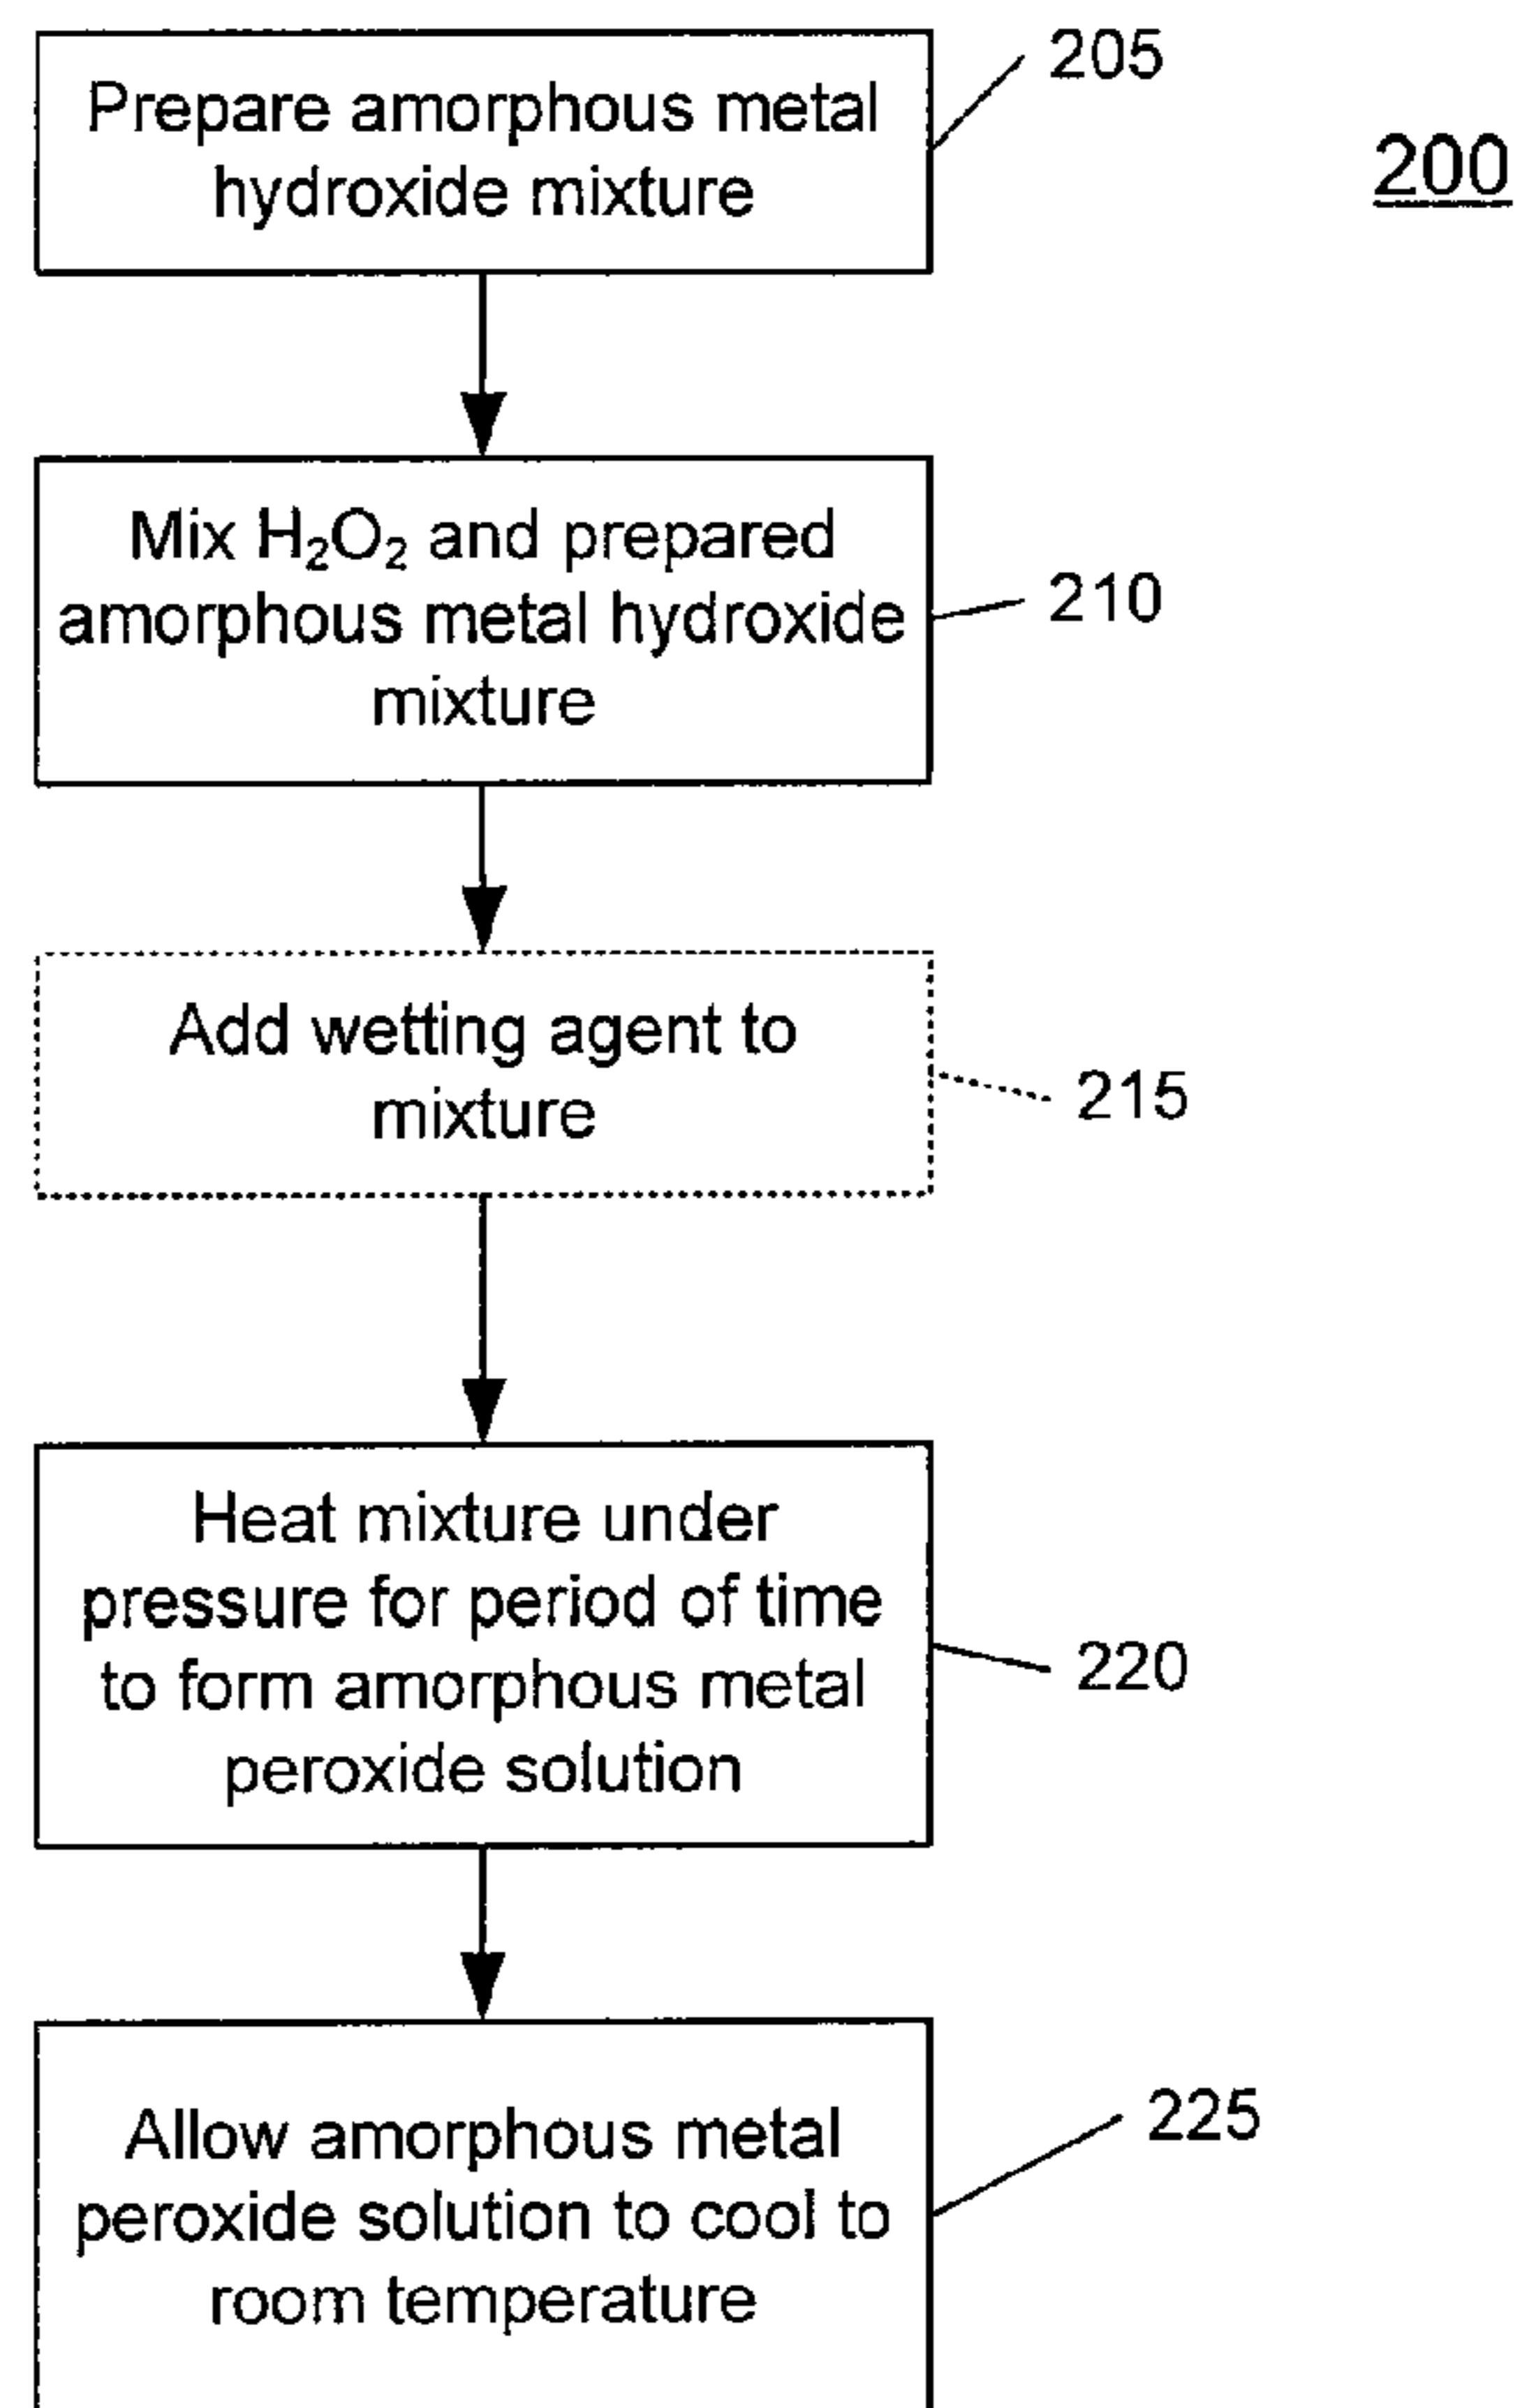 Prepare amorphous metal
hydroxide mixture
205
200
Mix H₂O₂ and prepared
amorphous metal hydroxide
mixture
210
Add wetting agent to
mixture
215
Heat mixture under
pressure for period of time
to form amorphous metal
peroxide solution
220
Allow amorphous metal
peroxide solution to cool to
room temperature
225